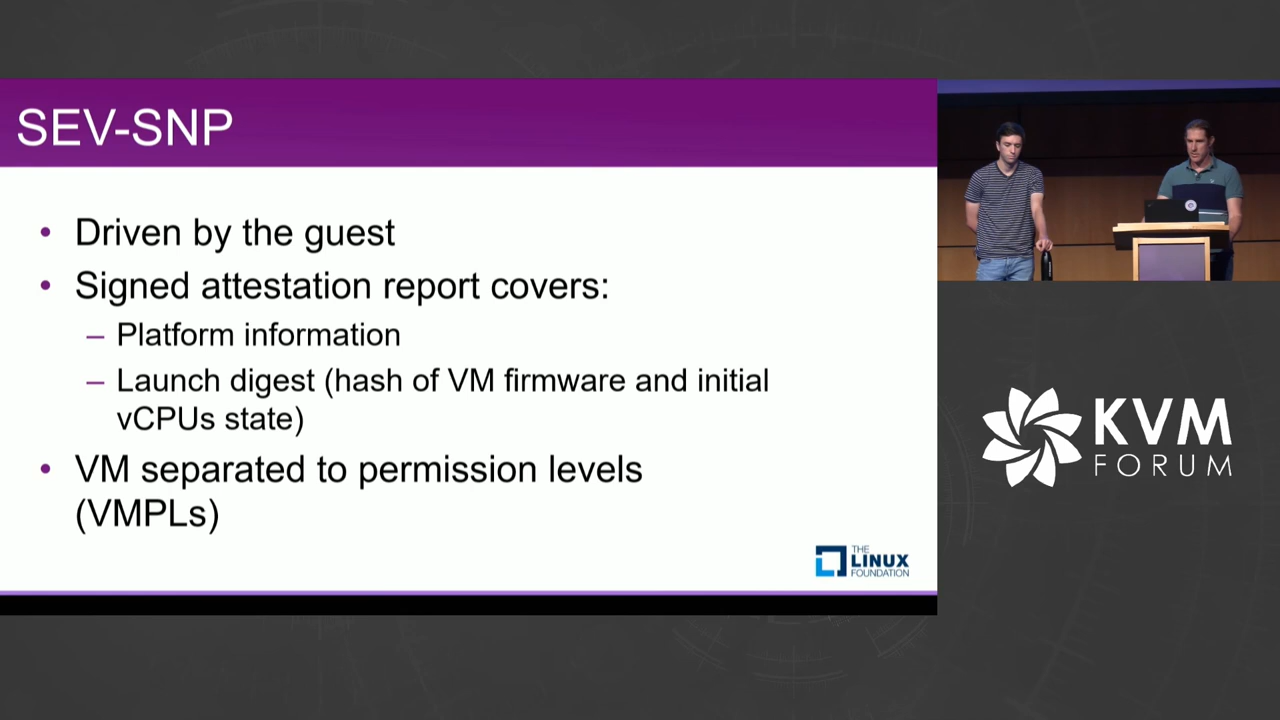 SEV-SNP
• Driven by the guest
• Signed attestation report covers:
– Platform information
– Launch digest (hash of VM firmware and initial
vCPUs state)
• VM separated to permission levels
(VMPLs)
THE
LINUX
FOUNDATION
KVM
FORUM